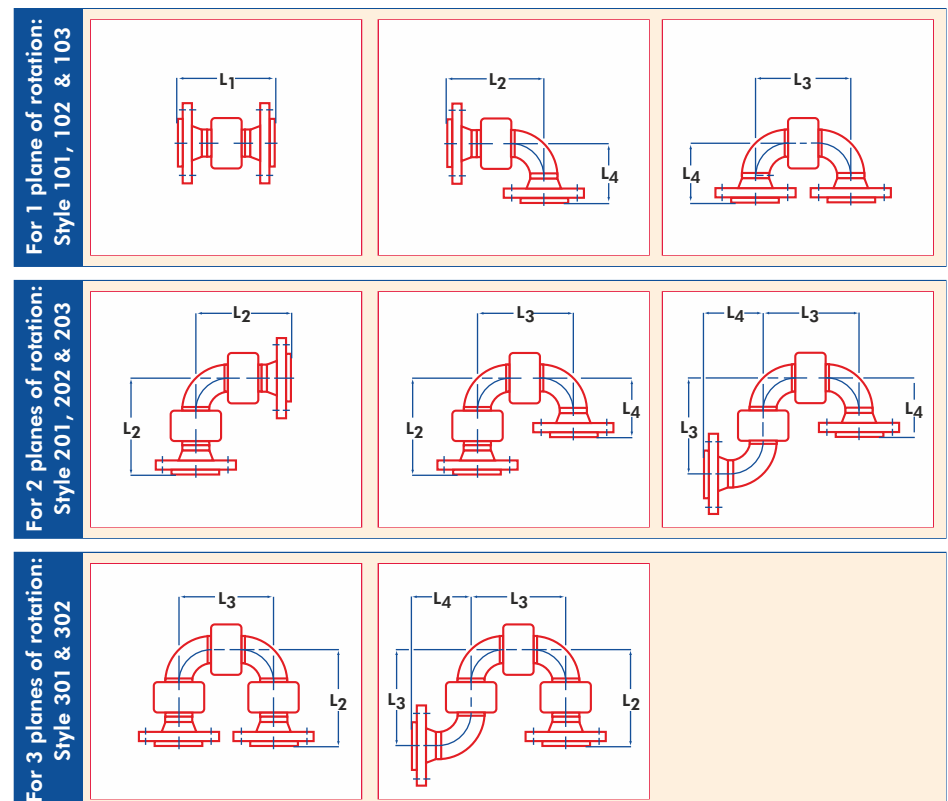 For 1 plane of rotation:
Style 101, 102 & 103
L1
L2
L4
L3
L4
For 2 planes of rotation:
Style 201, 202 & 203
L2
L2
L3
L2
L4
L4
L3
L3
L4
For 3 planes of rotation:
Style 301 & 302
L3
L2
L4
L3
L3
L2